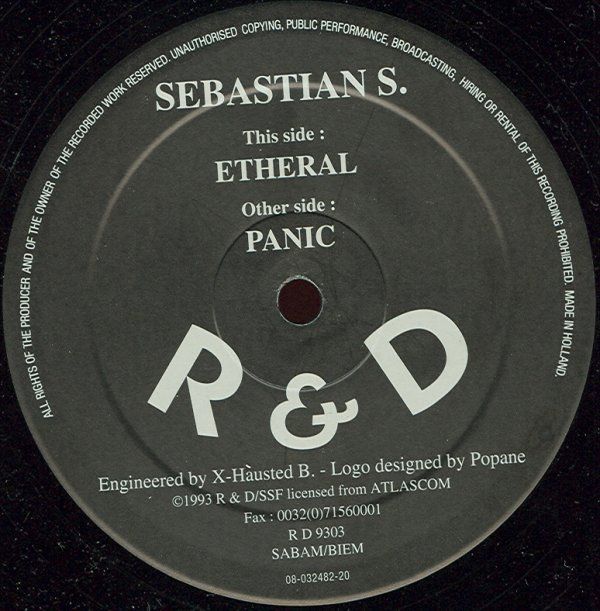 ALL RIGHTS OF THE PRODUCER AND OF THE OWNER OF THE RECORDED WORK RESERVED. UNAUTHORISED COPYING, PUBLIC PERFORMANCE, BROADCASTING, HIRING OR RENTAL OF THIS RECORDING PROHIBITED. MADE IN HOLLAND.
SEBASTIAN S.
This side :
ETHERAL
Other side :
PANIC
R & D
Engineered by X-Hàusted B. - Logo designed by Popane
©1993 R & D/SSF licensed from ATLASCOM
Fax : 0032(0)71560001
R D 9303
SABAM/BIEM
08-032482-20